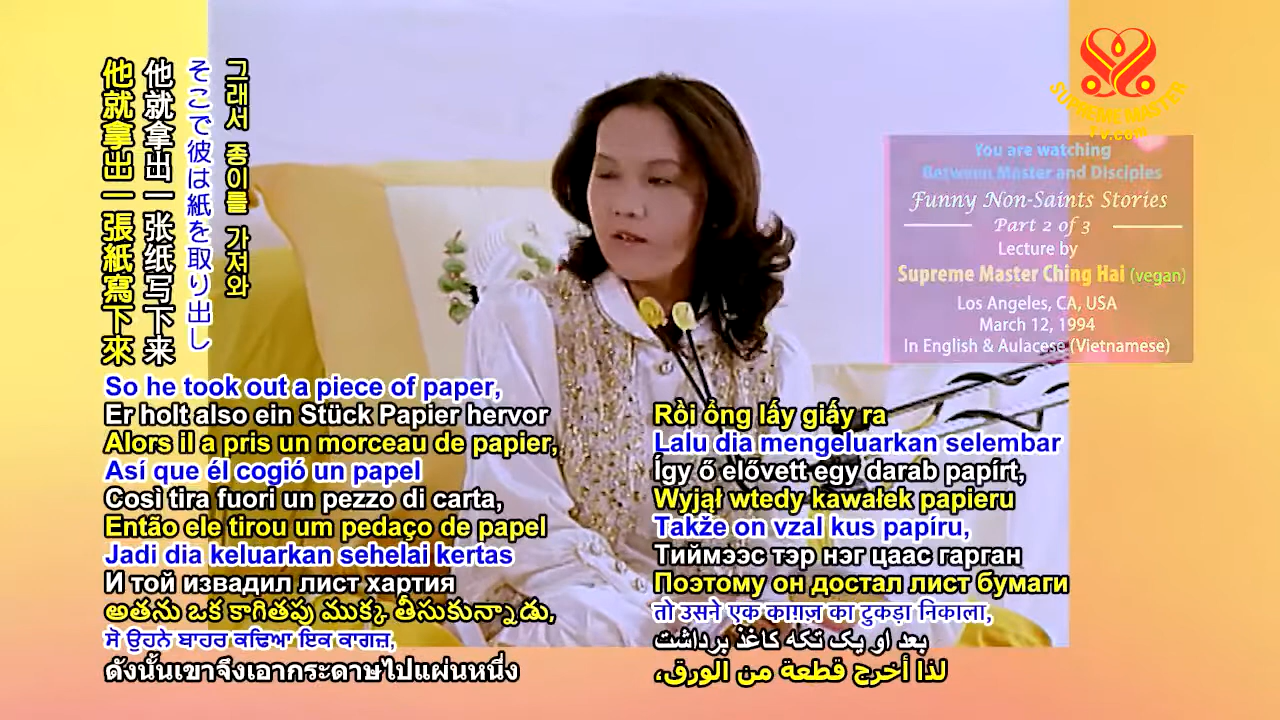 그래서 종이를 가져와
そこで彼は紙を取り出し
他就拿出一张纸写下来
他就拿出一張紙寫下來
SUPREME MASTER
TV.com
You are watching
Between Master and Disciples
Funny Non-Saints Stories
Part 2 of 3
Lecture by
Supreme Master Ching Hai (vegan)
Los Angeles, CA, USA
March 12, 1994
In English & Aulacese (Vietnamese)
So he took out a piece of paper,
Er holt also ein Stück Papier hervor
Alors il a pris un morceau de papier,
Así que él cogió un papel
Così tira fuori un pezzo di carta,
Então ele tirou um pedaço de papel
Jadi dia keluarkan sehelai kertas
И той извадил лист хартия
అతను ఒక కాగితపు ముక్క తీసుకున్నాడు,
ਸੋ ਉਹਨੇ ਬਾਹਰ ਕਢਿਆ ਇਕ ਕਾਗਜ਼,
ดังนั้นเขาจึงเอากระดาษไปแผ่นหนึ่ง
Rồi ổng lấy giấy ra
Lalu dia mengeluarkan selembar
Így ő elővett egy darab papírt,
Wyjął wtedy kawałek papieru
Takže on vzal kus papíru,
Тиймээс тэр нэг цаас гарган
Поэтому он достал лист бумаги
तो उसने एक काग़ज़ का टुकड़ा निकाला,
بعد او یک تکه کاغذ برداشت
لذا أخرج قطعة من الورق،